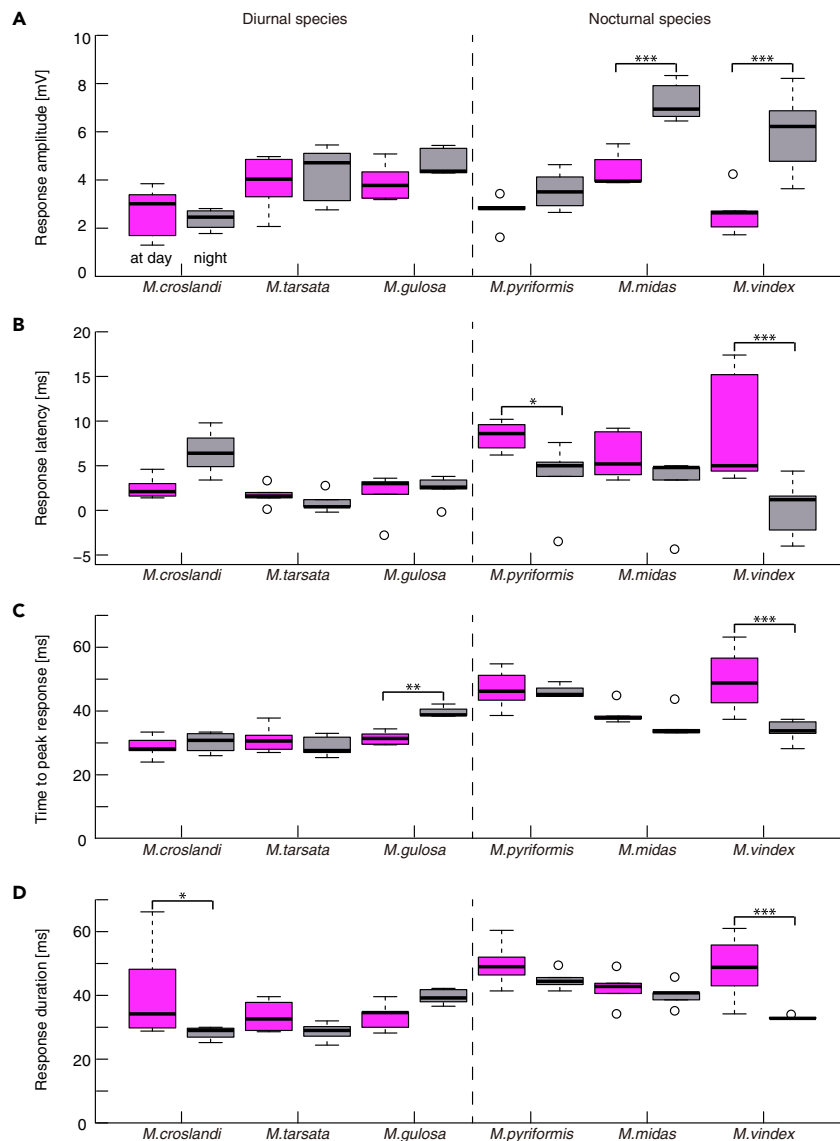 A
Diurnal species Nocturnal species
Response amplitude [mV]
10
8
6
4
2
0
*** ***
at day night
M.croslandi M.tarsata M.gulosa M.pyriformis M.midas M.vindex
B
Response latency [ms]
20
15
10
5
0
−5
* ***
M.croslandi M.tarsata M.gulosa M.pyriformis M.midas M.vindex
C
Time to peak response [ms]
60
40
20
0
** ***
M.croslandi M.tarsata M.gulosa M.pyriformis M.midas M.vindex
D
Response duration [ms]
60
40
20
0
* ***
M.croslandi M.tarsata M.gulosa M.pyriformis M.midas M.vindex